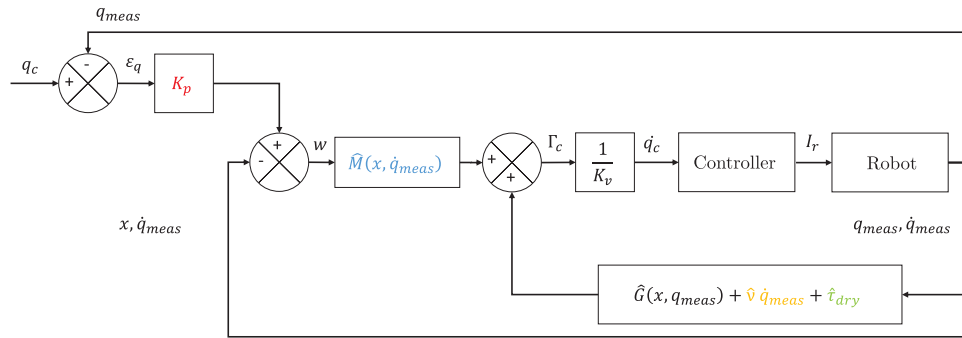 q_meas
q_c
-
+
ε_q
K_p
+
-
w
M̂(x, q̇_meas)
+
+
Γ_c
1
K_v
q̇_c
Controller
I_r
Robot
x, q̇_meas
q_meas, q̇_meas
Ĝ(x, q_meas) + v̂ q̇_meas + τ̂_dry